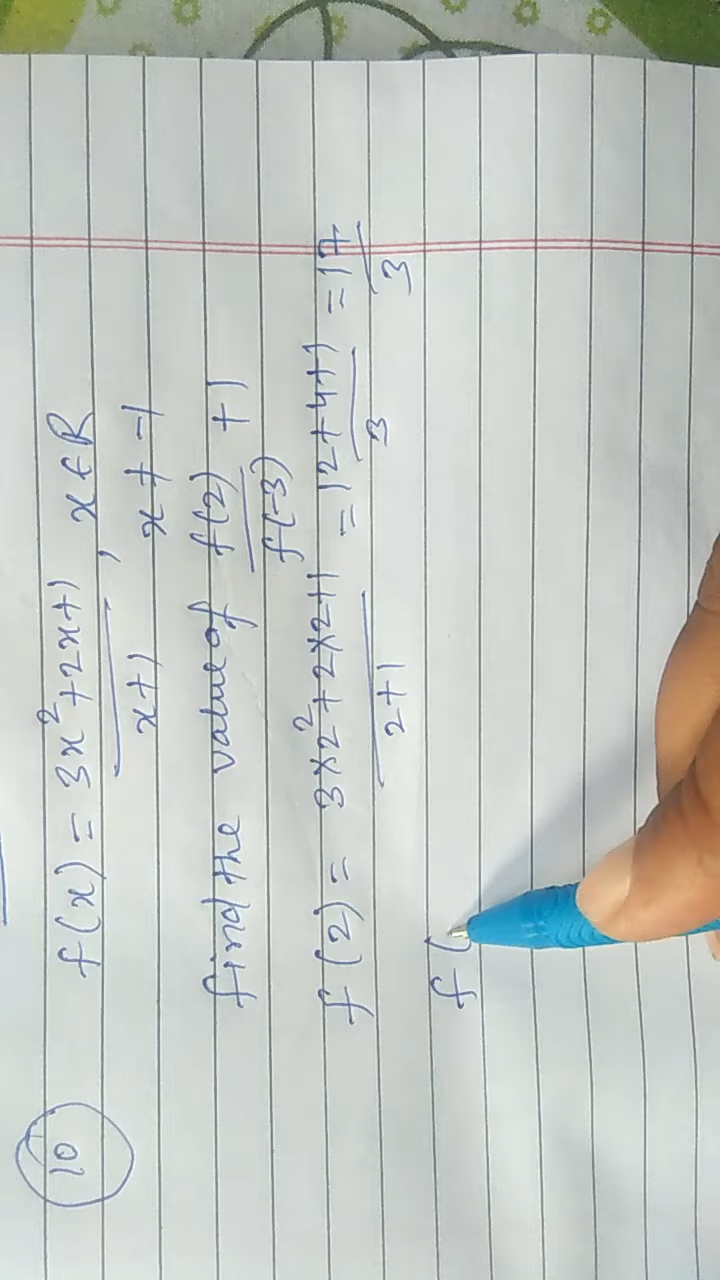 10
f(x) = 3x²+2x+1 , x∈R
x+1 x≠-1
find the value of f(2) +1
f(-3)
f(2) = 3×2²+2×2+1 = 12+4+1 = 17
2+1 3 3
f(